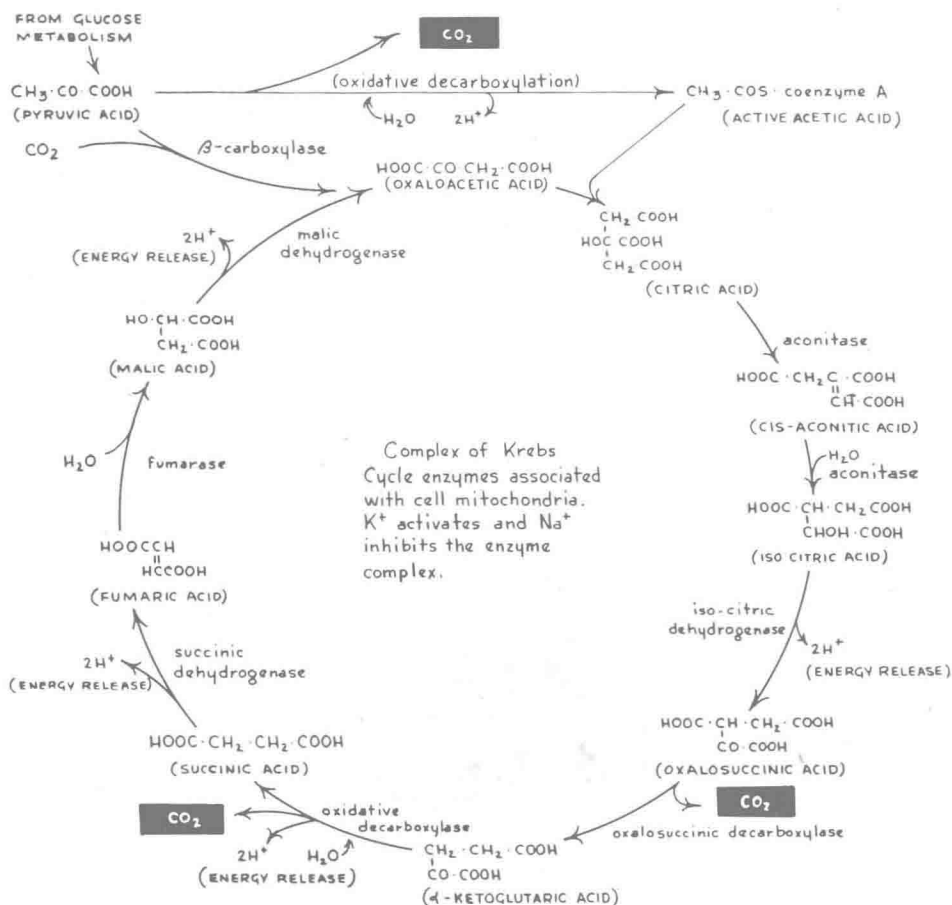 FROM GLUCOSE
METABOLISM
CO₂
CH₃·CO·COOH
(PYRUVIC ACID)
(oxidative decarboxylation)
H₂O
2H⁺
CH₃·COS·coenzyme A
(ACTIVE ACETIC ACID)
CO₂
β-carboxylase
HOOC·CO·CH₂·COOH
(OXALOACETIC ACID)
CH₂ COOH
HOC COOH
CH₂COOH
(CITRIC ACID)
2H⁺
(ENERGY RELEASE)
malic
dehydrogenase
HO·CH·COOH
CH₂·COOH
(MALIC ACID)
aconitase
HOOC·CH₂C·COOH
CH·COOH
(CIS-ACONITIC ACID)
H₂O
aconitase
H₂O
fumarase
Complex of Krebs
Cycle enzymes associated
with cell mitochondria.
K⁺ activates and Na⁺
inhibits the enzyme
complex.
HOOC·CH·CH₂COOH
CHOH·COOH
(ISO CITRIC ACID)
HOOCCH
HCCOOH
(FUMARIC ACID)
iso-citric
dehydrogenase
2H⁺
(ENERGY RELEASE)
succinic
dehydrogenase
2H⁺
(ENERGY RELEASE)
HOOC·CH₂·CH₂·COOH
(SUCCINIC ACID)
HOOC·CH·CH₂·COOH
CO·COOH
(OXALOSUCCINIC ACID)
CO₂
oxalosuccinic decarboxylase
CO₂
oxidative
decarboxylase
2H⁺
H₂O
(ENERGY RELEASE)
CH₂·CH₂·COOH
CO·COOH
(α-KETOGLUTARIC ACID)